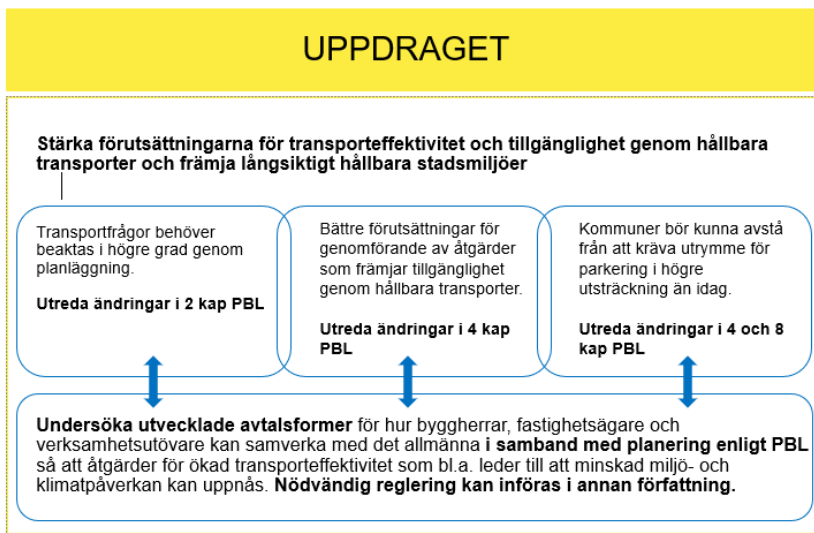 UPPDRAGET
Stärka förutsättningarna för transporteffektivitet och tillgänglighet genom hållbara
transporter och främja långsiktigt hållbara stadsmiljöer
Transportfrågor behöver
beaktas i högre grad genom
planläggning.
Utreda ändringar i 2 kap PBL
Bättre förutsättningar för
genomförande av åtgärder
som främjar tillgänglighet
genom hållbara transporter.
Utreda ändringar i 4 kap
PBL
Kommuner bör kunna avstå
från att kräva utrymme för
parkering i högre
utsträckning än idag.
Utreda ändringar i 4 och 8
kap PBL
Undersöka utvecklade avtalsformer för hur byggherrar, fastighetsägare och
verksamhetsutövare kan samverka med det allmänna i samband med planering enligt PBL
så att åtgärder för ökad transporteffektivitet som bl.a. leder till att minskad miljö- och
klimatpåverkan kan uppnås. Nödvändig reglering kan införas i annan författning.